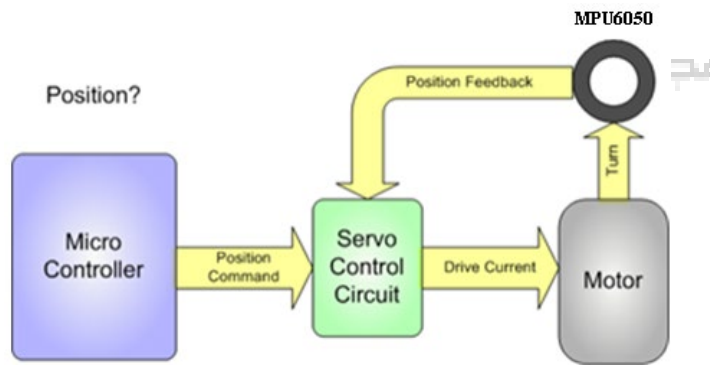 MPU6050
Position Feedback
Position?
Turn
Micro
Controller
Position
Command
Servo
Control
Circuit
Drive Current
Motor